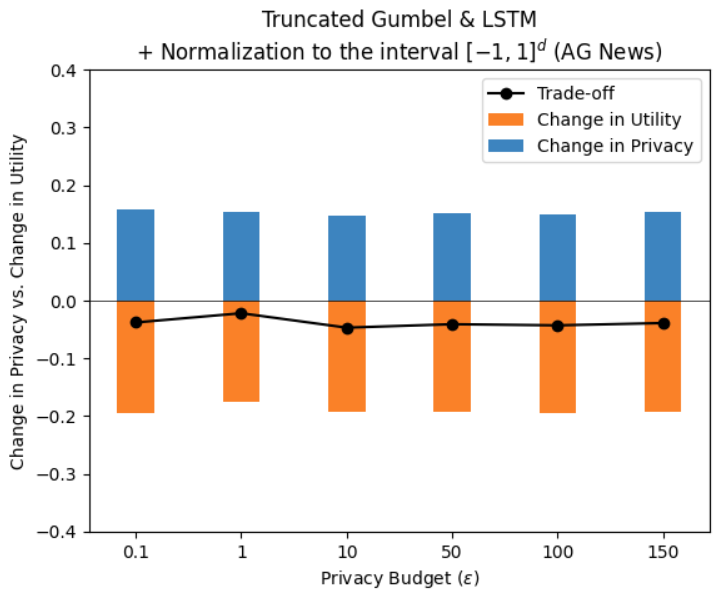 Truncated Gumbel & LSTM
+ Normalization to the interval $[-1, 1]^d$ (AG News)
Trade-off
Change in Utility
Change in Privacy
Change in Privacy vs. Change in Utility
0.4
0.3
0.2
0.1
0.0
−0.1
−0.2
−0.3
−0.4
0.1 1 10 50 100 150
Privacy Budget (ε)